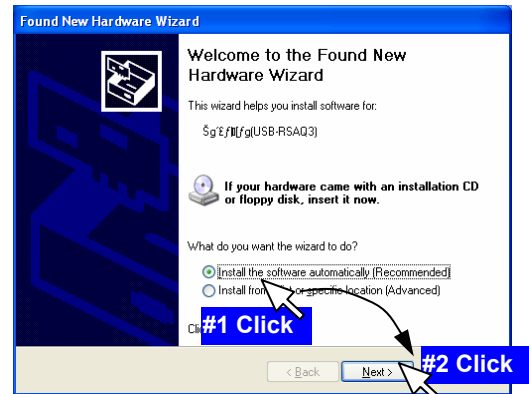 Found New Hardware Wizard
Welcome to the Found New
Hardware Wizard
This wizard helps you install software for:
Šg'£ƒ‖[ƒg(USB-RSAQ3)
If your hardware came with an installation CD
or floppy disk, insert it now.
What do you want the wizard to do?
Install the software automatically (Recommended)
Install from specific location (Advanced)
#1 Click
< Back
Next >
#2 Click